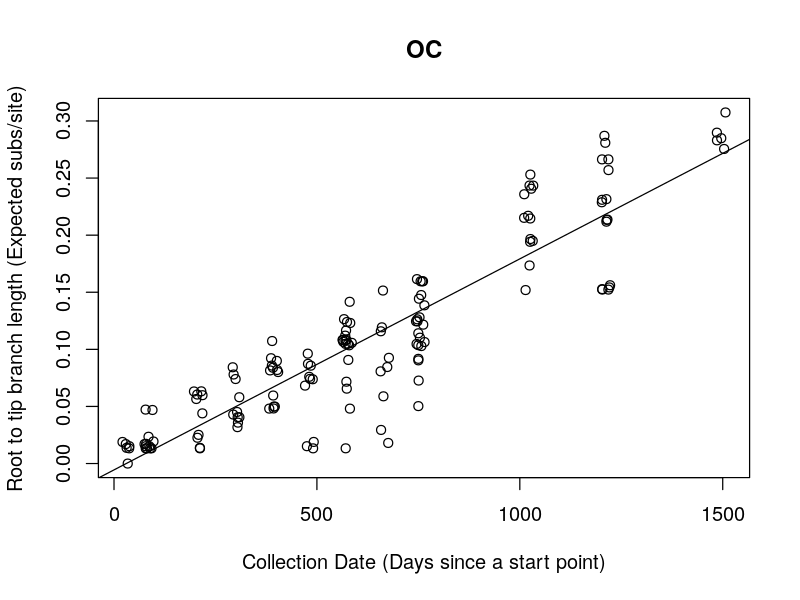 OC
Root to tip branch length (Expected subs/site)
0.30
0.25
0.20
0.15
0.10
0.05
0.00
0 500 1000 1500
Collection Date (Days since a start point)